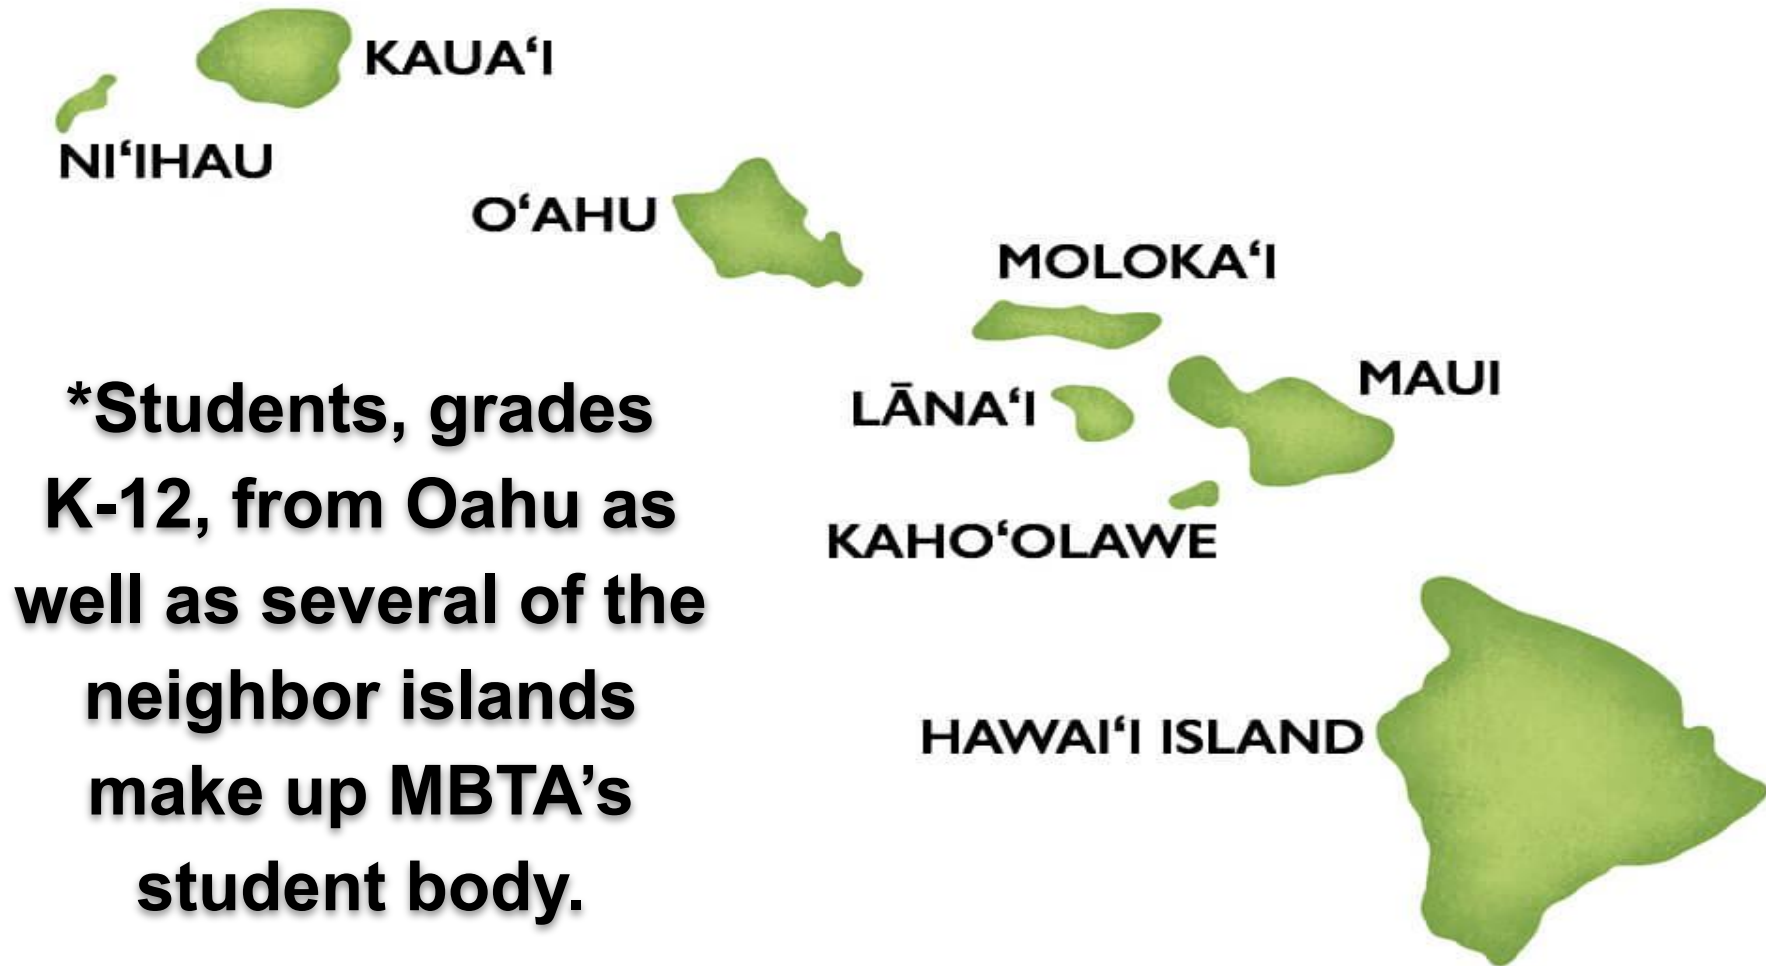 KAUAʻI
NIʻIHAU
OʻAHU
MOLOKAʻI
MAUI
LĀNAʻI
KAHOʻOLAWE
HAWAIʻI ISLAND
*Students, grades
K-12, from Oahu as
well as several of the
neighbor islands
make up MBTA’s
student body.